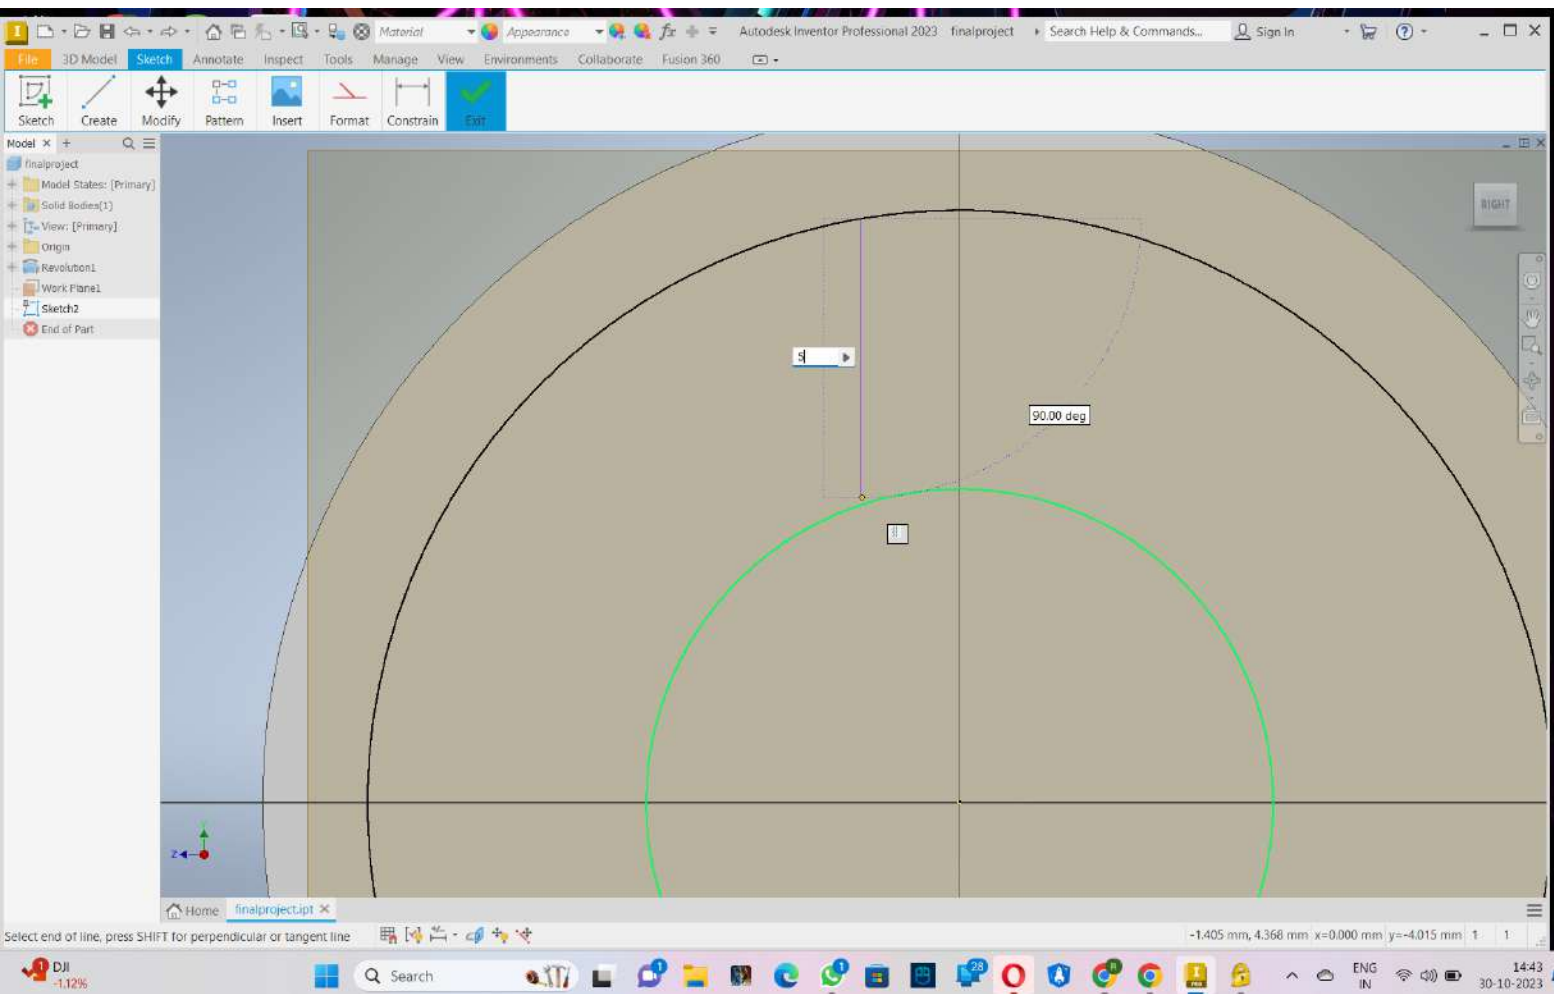 Material
Appearance
fx
Autodesk Inventor Professional 2023 finalproject
Search Help & Commands...
Sign In
File 3D Model Sketch Annotate Inspect Tools Manage View Environments Collaborate Fusion 360
Sketch Create Modify Pattern Insert Format Constrain Exit
Model × +
finalproject
Model States: [Primary]
Solid Bodies(1)
View: [Primary]
Origin
Revolution1
Work Plane1
Sketch2
End of Part
RIGHT
5
90.00 deg
Y
Z
Home finalproject.ipt ×
Select end of line, press SHIFT for perpendicular or tangent line
-1.405 mm, 4.368 mm x=0.000 mm y=-4.015 mm 1 1
1
DJI
-1.12%
Search
1
1
28
ENG
IN
14:43
30-10-2023